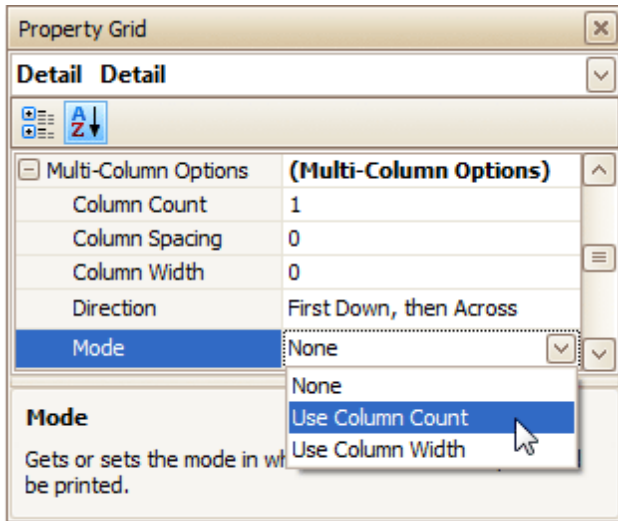 Property Grid
Detail Detail
A
Z
Multi-Column Options (Multi-Column Options)
Column Count 1
Column Spacing 0
Column Width 0
Direction First Down, then Across
Mode None
None
Use Column Count
Use Column Width
Mode
Gets or sets the mode in
be printed.